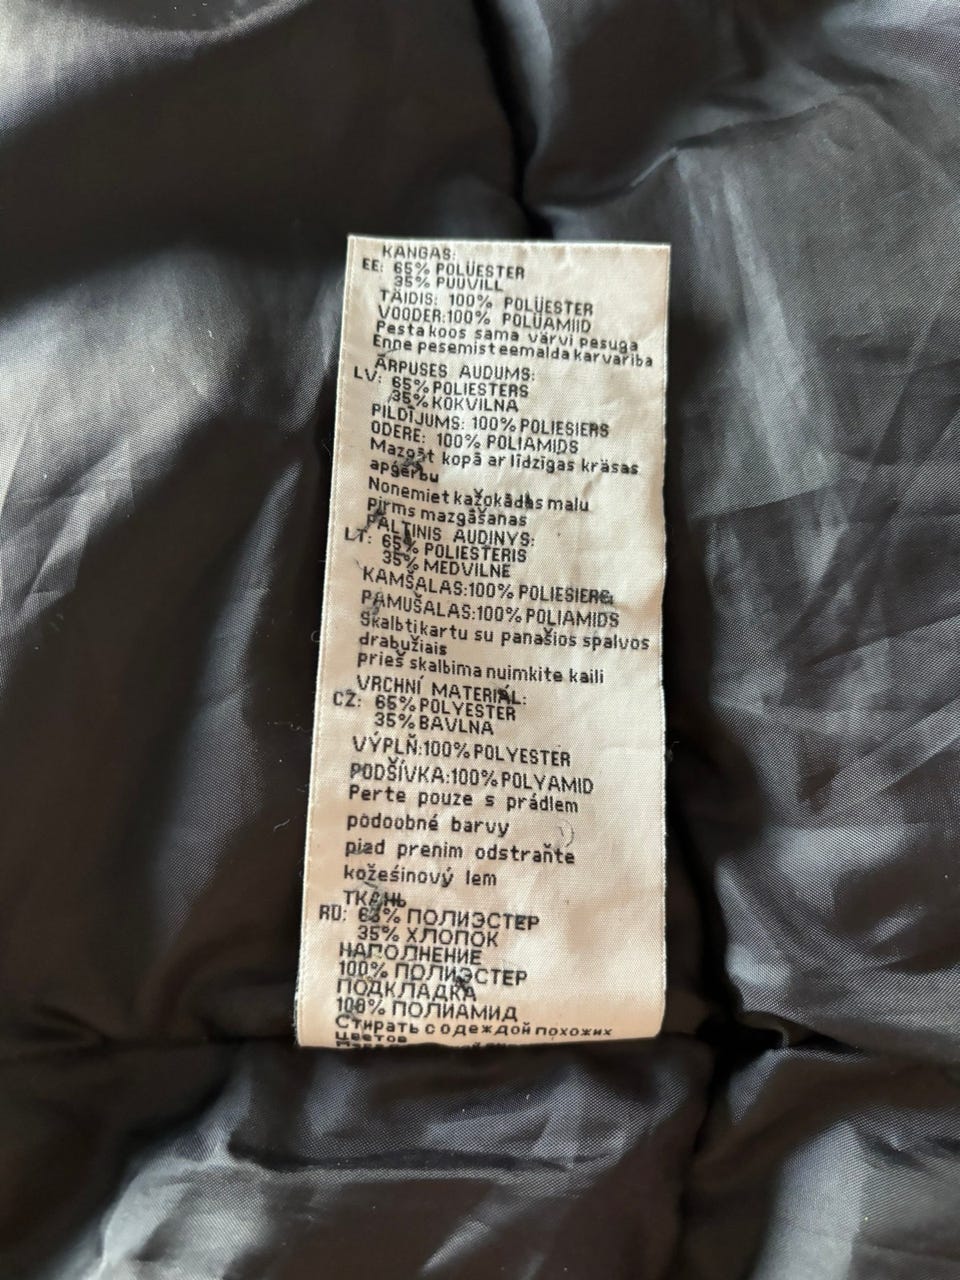 KANGAS:
EE: 65% POLÜESTER
35% PUUVILL
TÄIDIS: 100% POLÜESTER
VOODER:100% POLÜAMIID
Pesta koos sama värvi pesuga
Enne pesemist eemalda karvariba
ĀRPUSES AUDUMS:
LV: 65% POLIESTERS
35% KOKVILNA
PILDĪJUMS: 100% POLIESIERS
ODERE: 100% POLIAMIDS
Mazgāt kopā ar līdzīgas krāsas
apģērbu
Noņemiet kažokādas malu
pirms mazgāšanas
ALTINIS AUDINYS:
LT: 65% POLIESTERIS
35% MEDVILNE
KAMŠALAS:100% POLIESIERG
PAMUŠALAS:100% POLIAMIDS
Skalbti kartu su panašios spalvos
drabužiais
prieš skalbima nuimkite kaili
VRCHNÍ MATERIÁL:
CZ: 65% POLYESTER
35% BAVLNA
VÝPLŇ:100% POLYESTER
PODŠÍVKA:100% POLYAMID
Perte pouze s prádlem
podoobné barvy
pied prenim odstraňte
kožešinový lem
ТКАНЬ
RU: 63% ПОЛИЭСТЕР
35% ХЛОПОК
НАПОЛНЕНИЕ
100% ПОЛИЭСТЕР
ПОДКЛАДКА
100% ПОЛИАМИД
Стирать с одеждой похожих
цветов